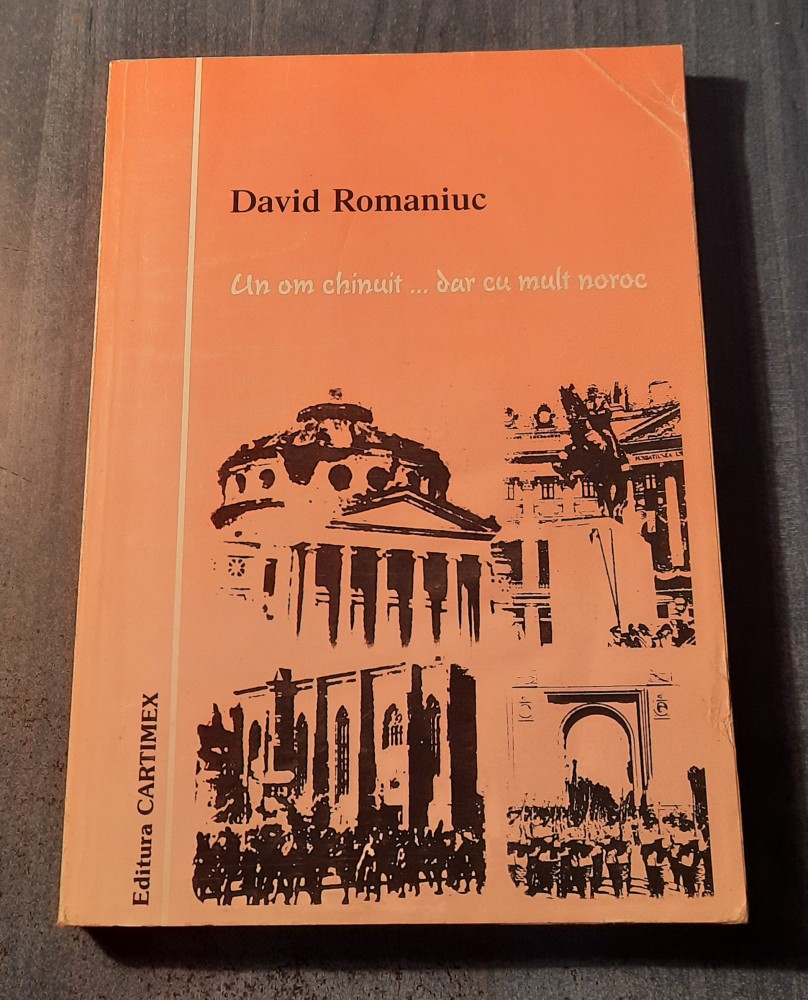 David Romaniuc
Un om chinuit ... dar cu mult noroc
Editura CARTIMEX